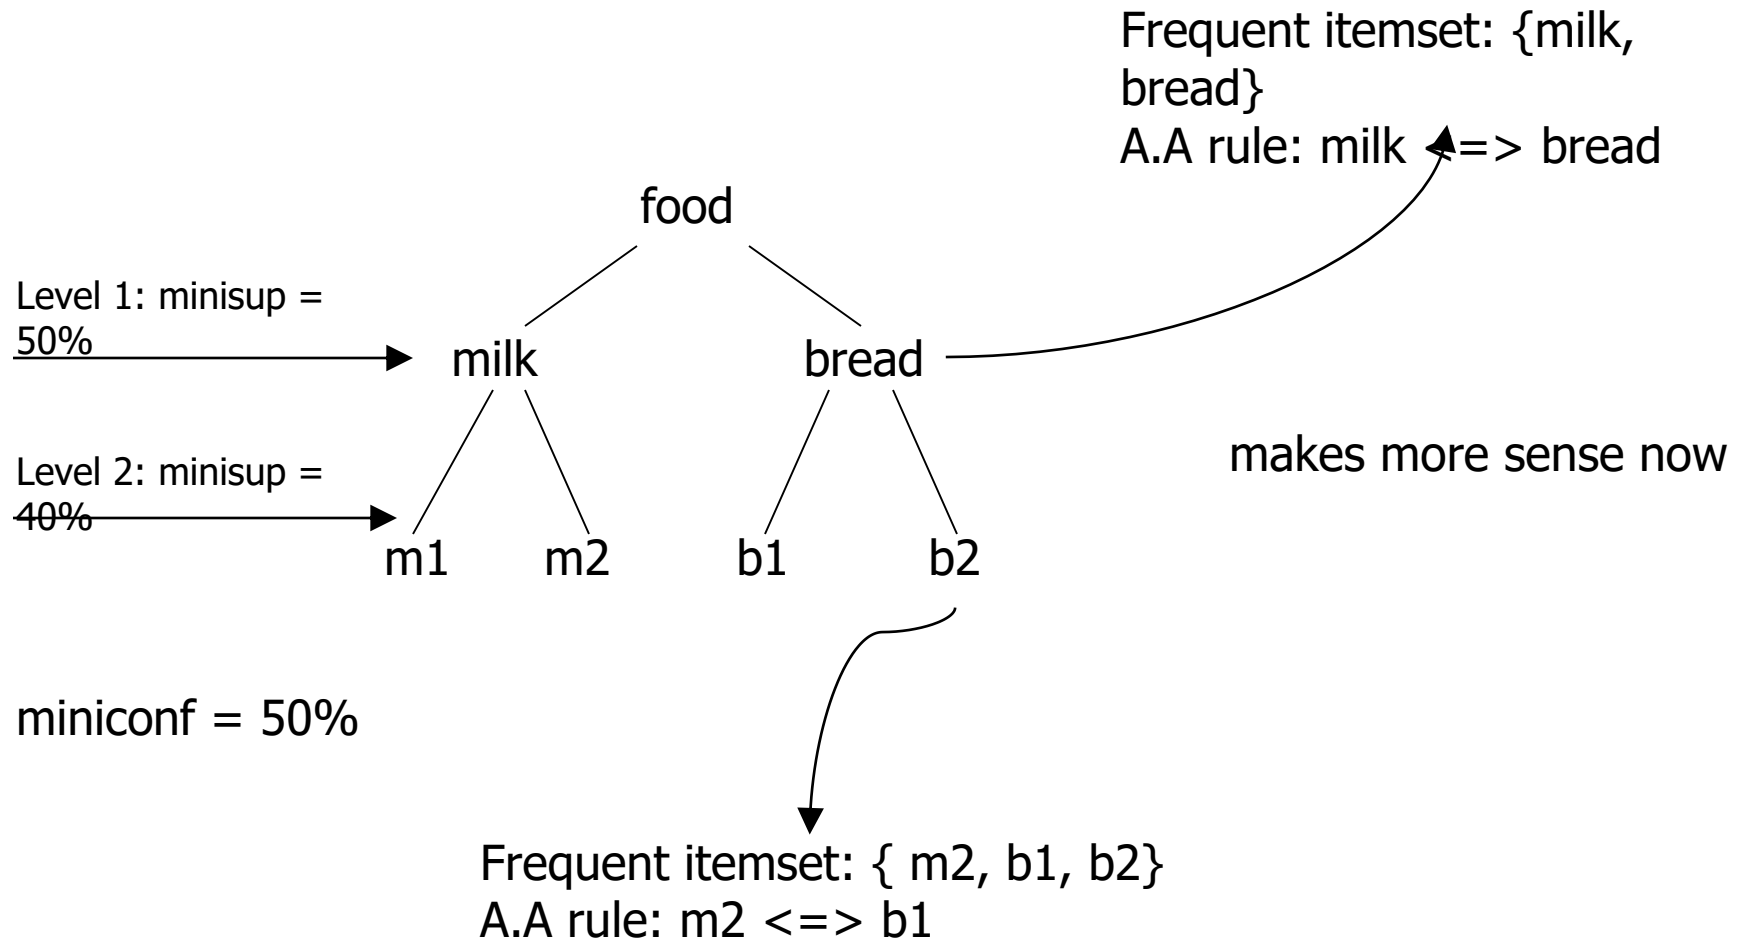 Frequent itemset: {milk,
bread}
A.A rule: milk <=> bread
food
Level 1: minisup =
50%
milk
bread
makes more sense now
Level 2: minisup =
40%
m1
m2
b1
b2
miniconf = 50%
Frequent itemset: { m2, b1, b2}
A.A rule: m2 <=> b1